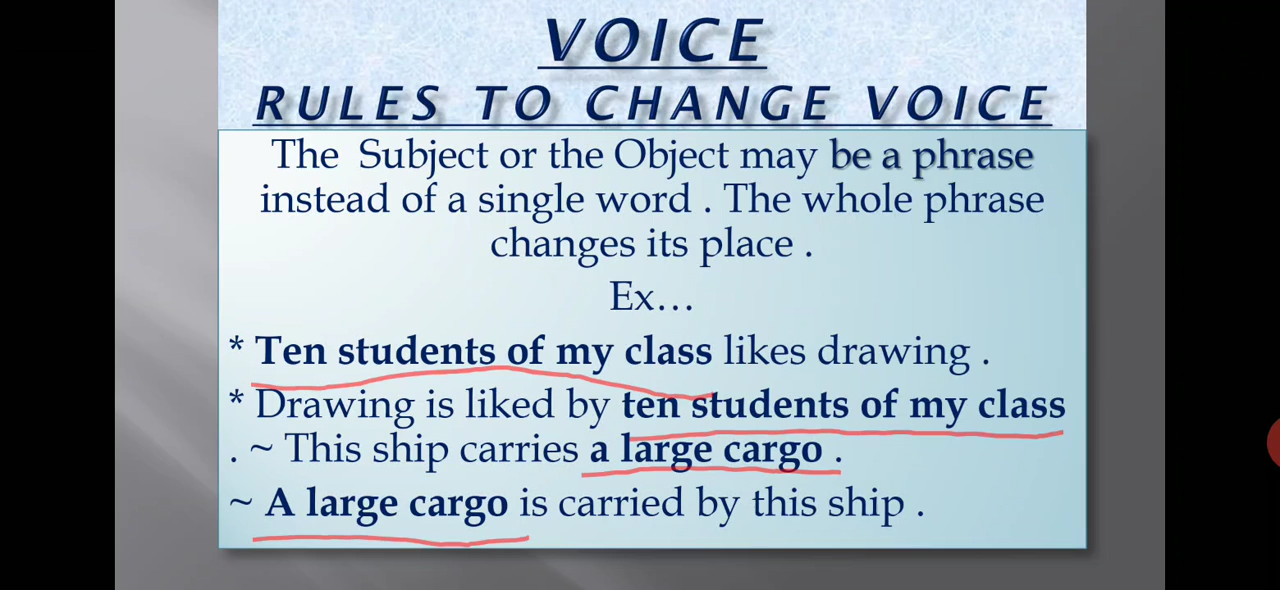 VOICE
RULES TO CHANGE VOICE
The Subject or the Object may be a phrase
instead of a single word . The whole phrase
changes its place .
Ex...
* Ten students of my class likes drawing .
* Drawing is liked by ten students of my class
. ~ This ship carries a large cargo .
~ A large cargo is carried by this ship .